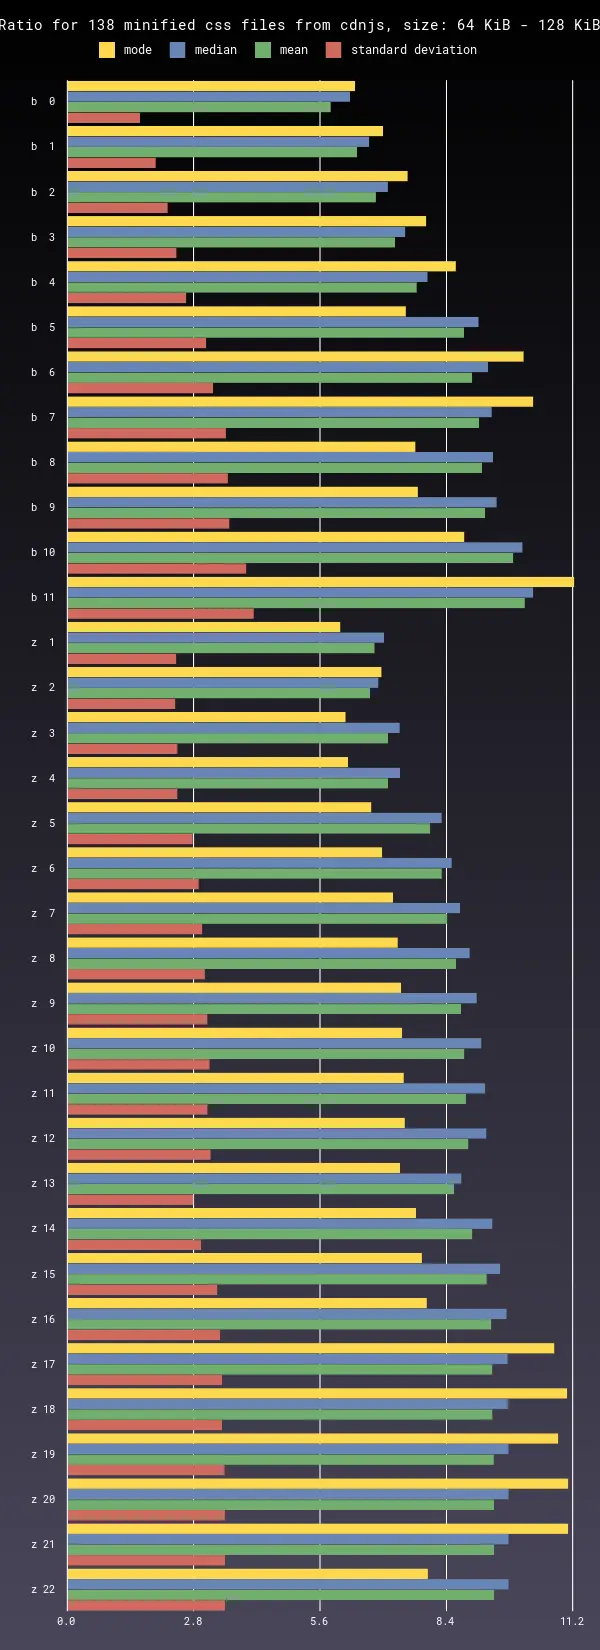 Ratio for 138 minified css files from cdnjs, size: 64 KiB - 128 KiB
mode median mean standard deviation
b 0
b 1
b 2
b 3
b 4
b 5
b 6
b 7
b 8
b 9
b 10
b 11
z 1
z 2
z 3
z 4
z 5
z 6
z 7
z 8
z 9
z 10
z 11
z 12
z 13
z 14
z 15
z 16
z 17
z 18
z 19
z 20
z 21
z 22
0.0 2.8 5.6 8.4 11.2